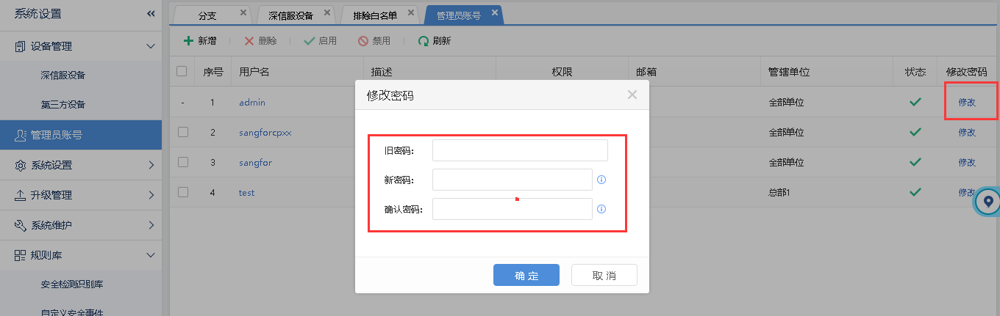 系统设置 «
设备管理
深信服设备
第三方设备
管理员账号
系统设置
升级管理
系统维护
规则库
安全检测识别库
自定义安全事件
分支 深信服设备 排除白名单 管理员账号
新增 删除 启用 禁用 刷新
序号 用户名 描述 权限 邮箱 管辖单位 状态 修改密码
- 1 admin 全部单位 修改
2 sangforcpxx 全部单位 修改
3 sangfor 全部单位 修改
4 test 总部1 修改
修改密码
旧密码:
新密码:
确认密码:
确 定 取 消